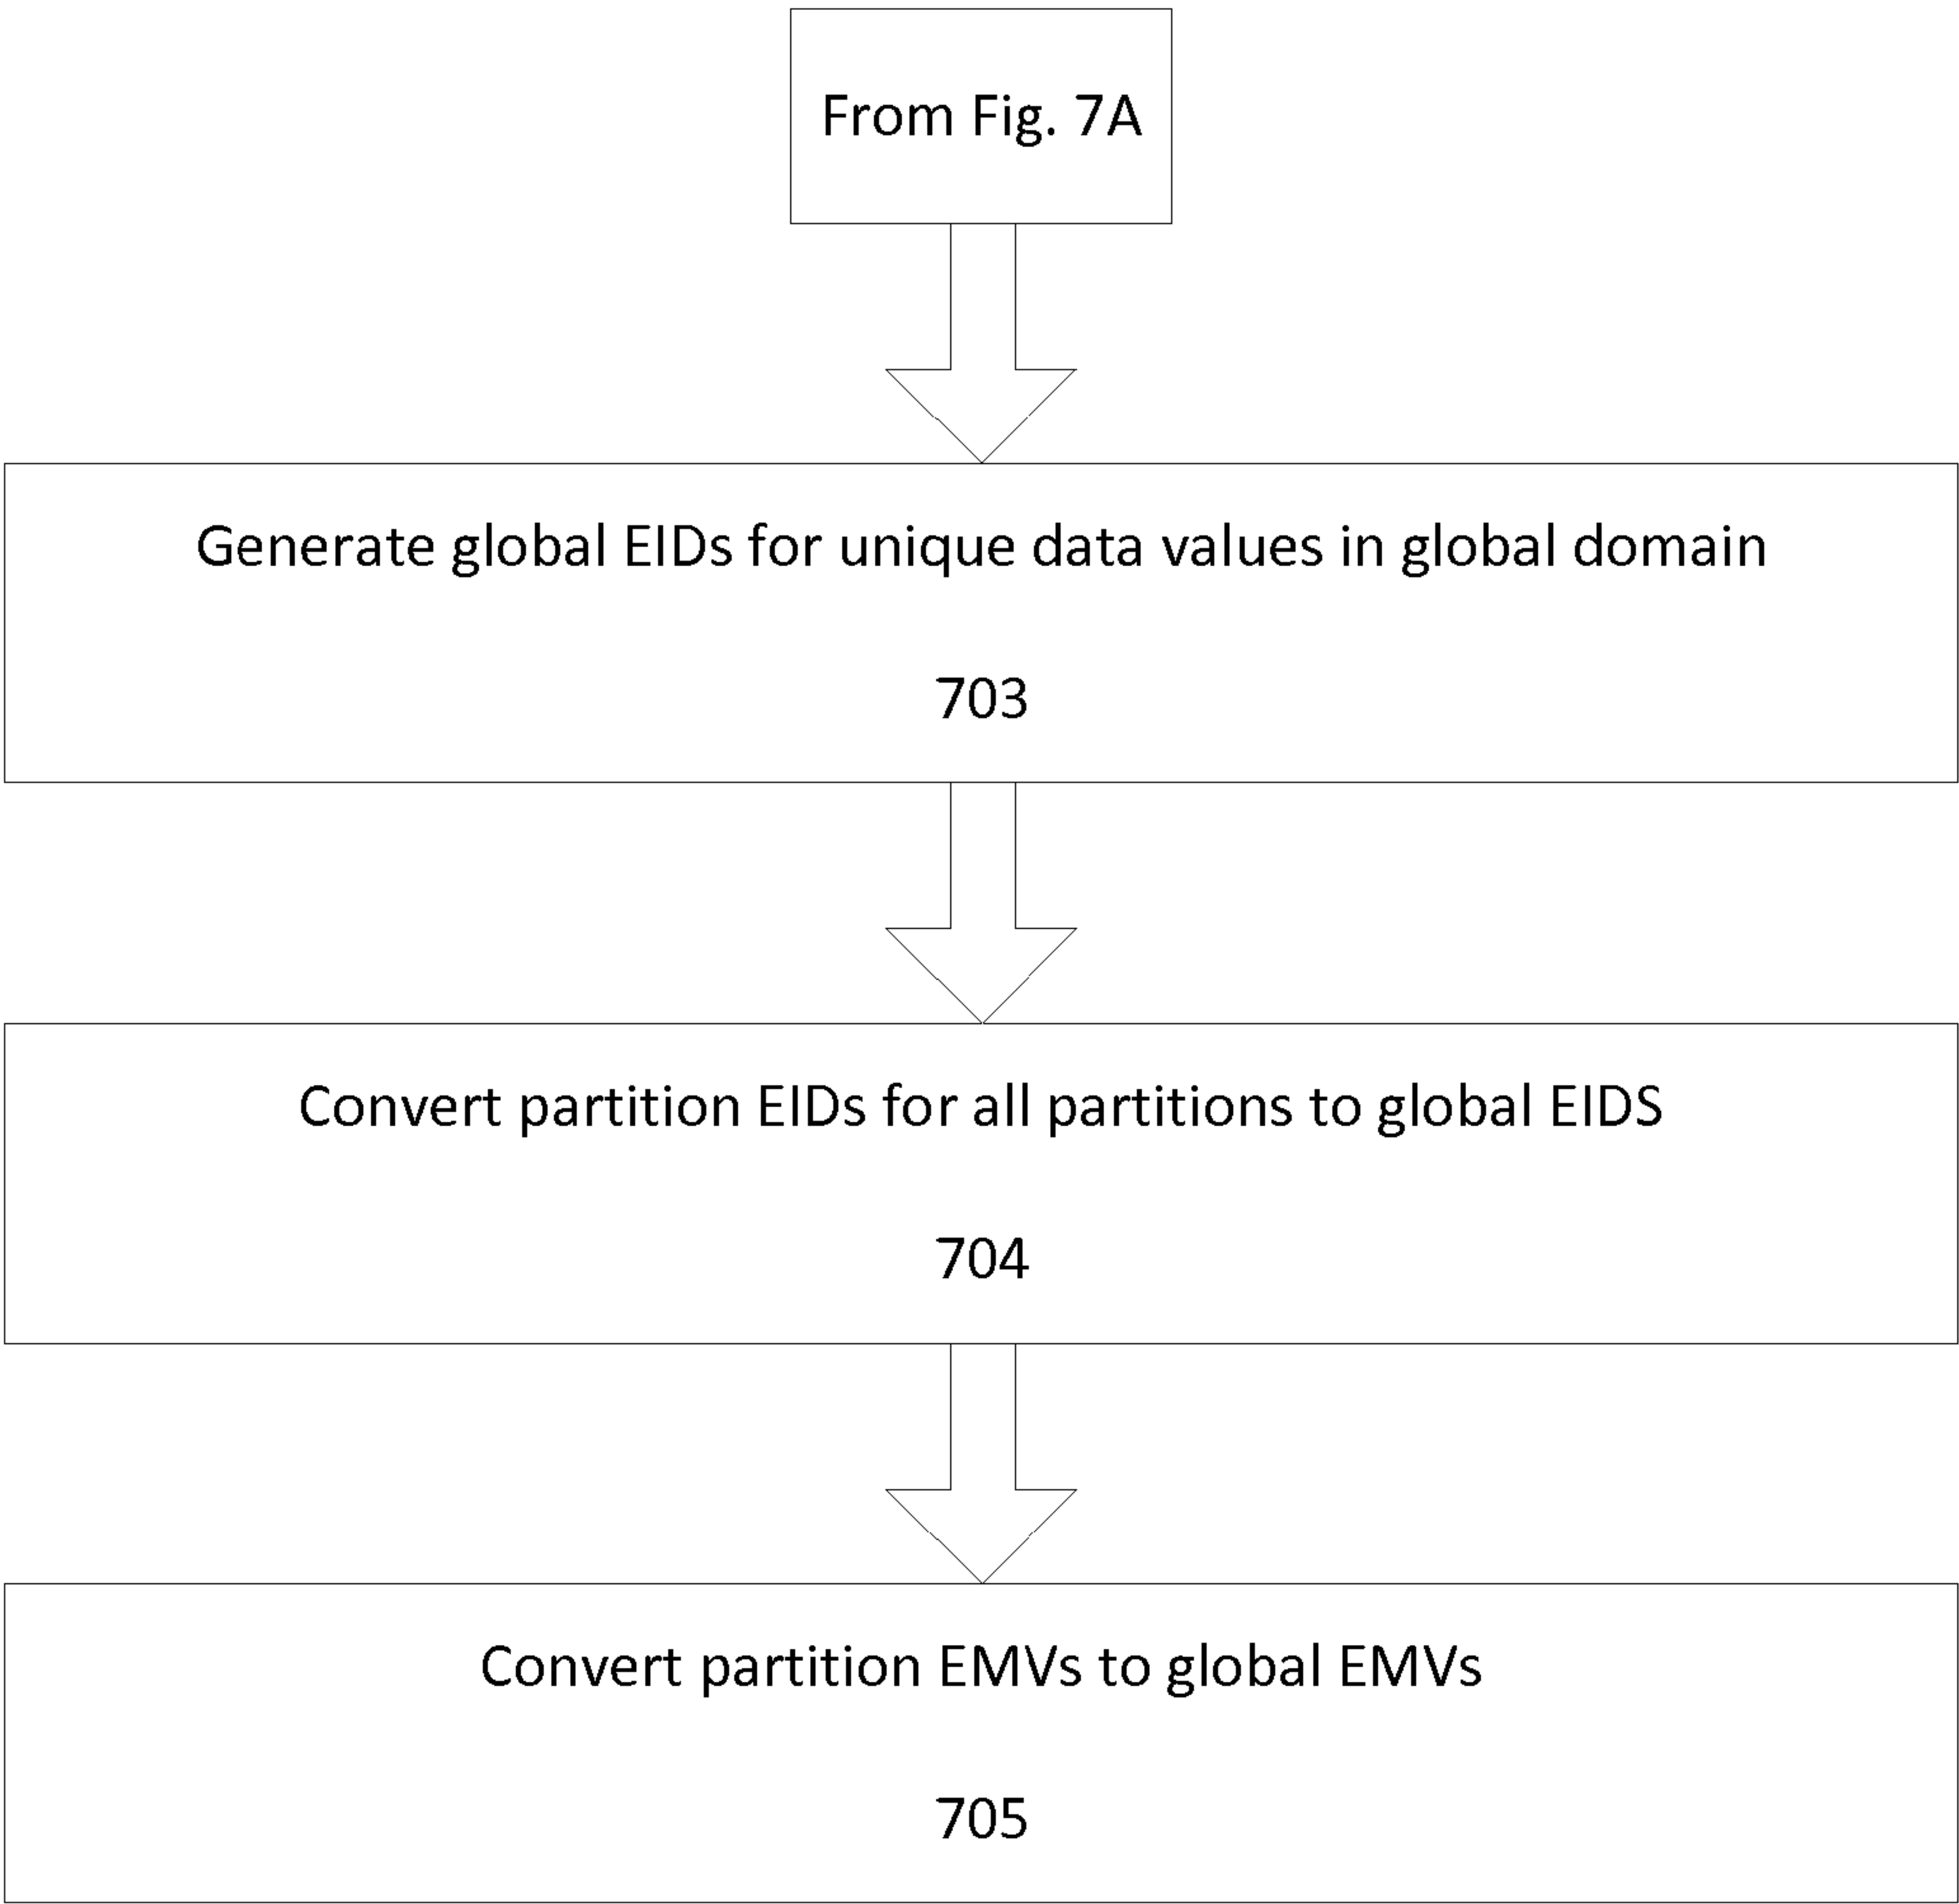 From Fig. 7A
Generate global EIDs for unique data values in global domain
703
Convert partition EIDs for all partitions to global EIDS
704
Convert partition EMVs to global EMVs
705